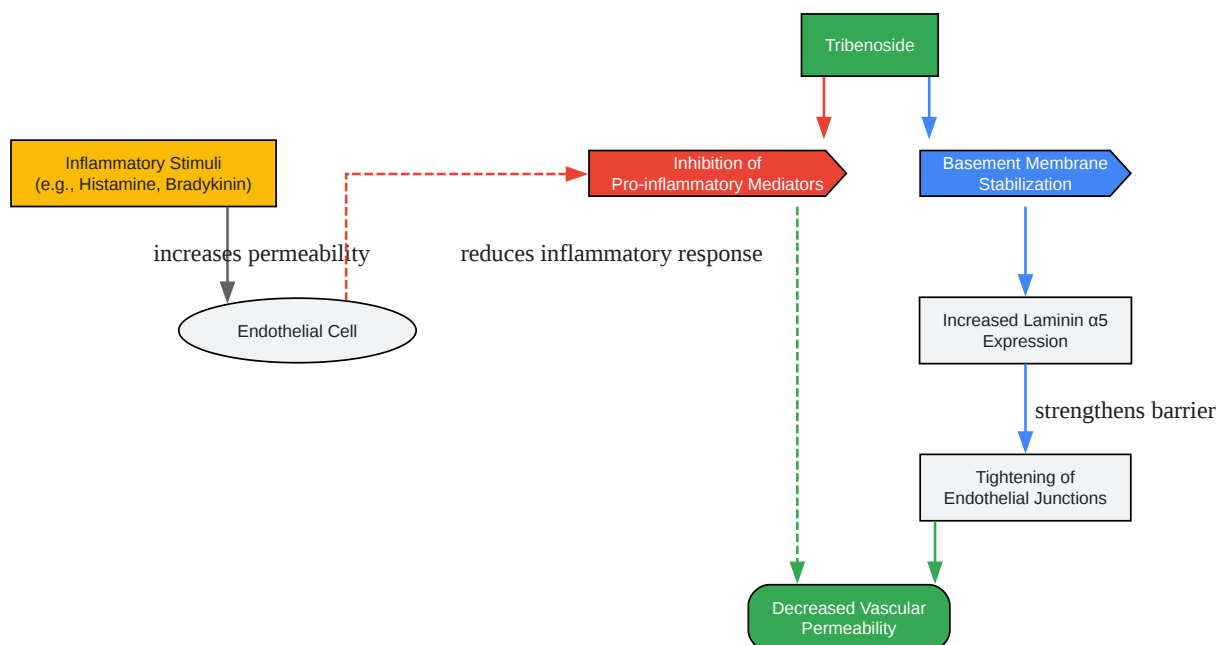 Tribenoside
Inflammatory Stimuli
(e.g., Histamine, Bradykinin)
Inhibition of
Pro-inflammatory Mediators
Basement Membrane
Stabilization
increases permeability
reduces inflammatory response
Endothelial Cell
Increased Laminin α5
Expression
strengthens barrier
Tightening of
Endothelial Junctions
Decreased Vascular
Permeability